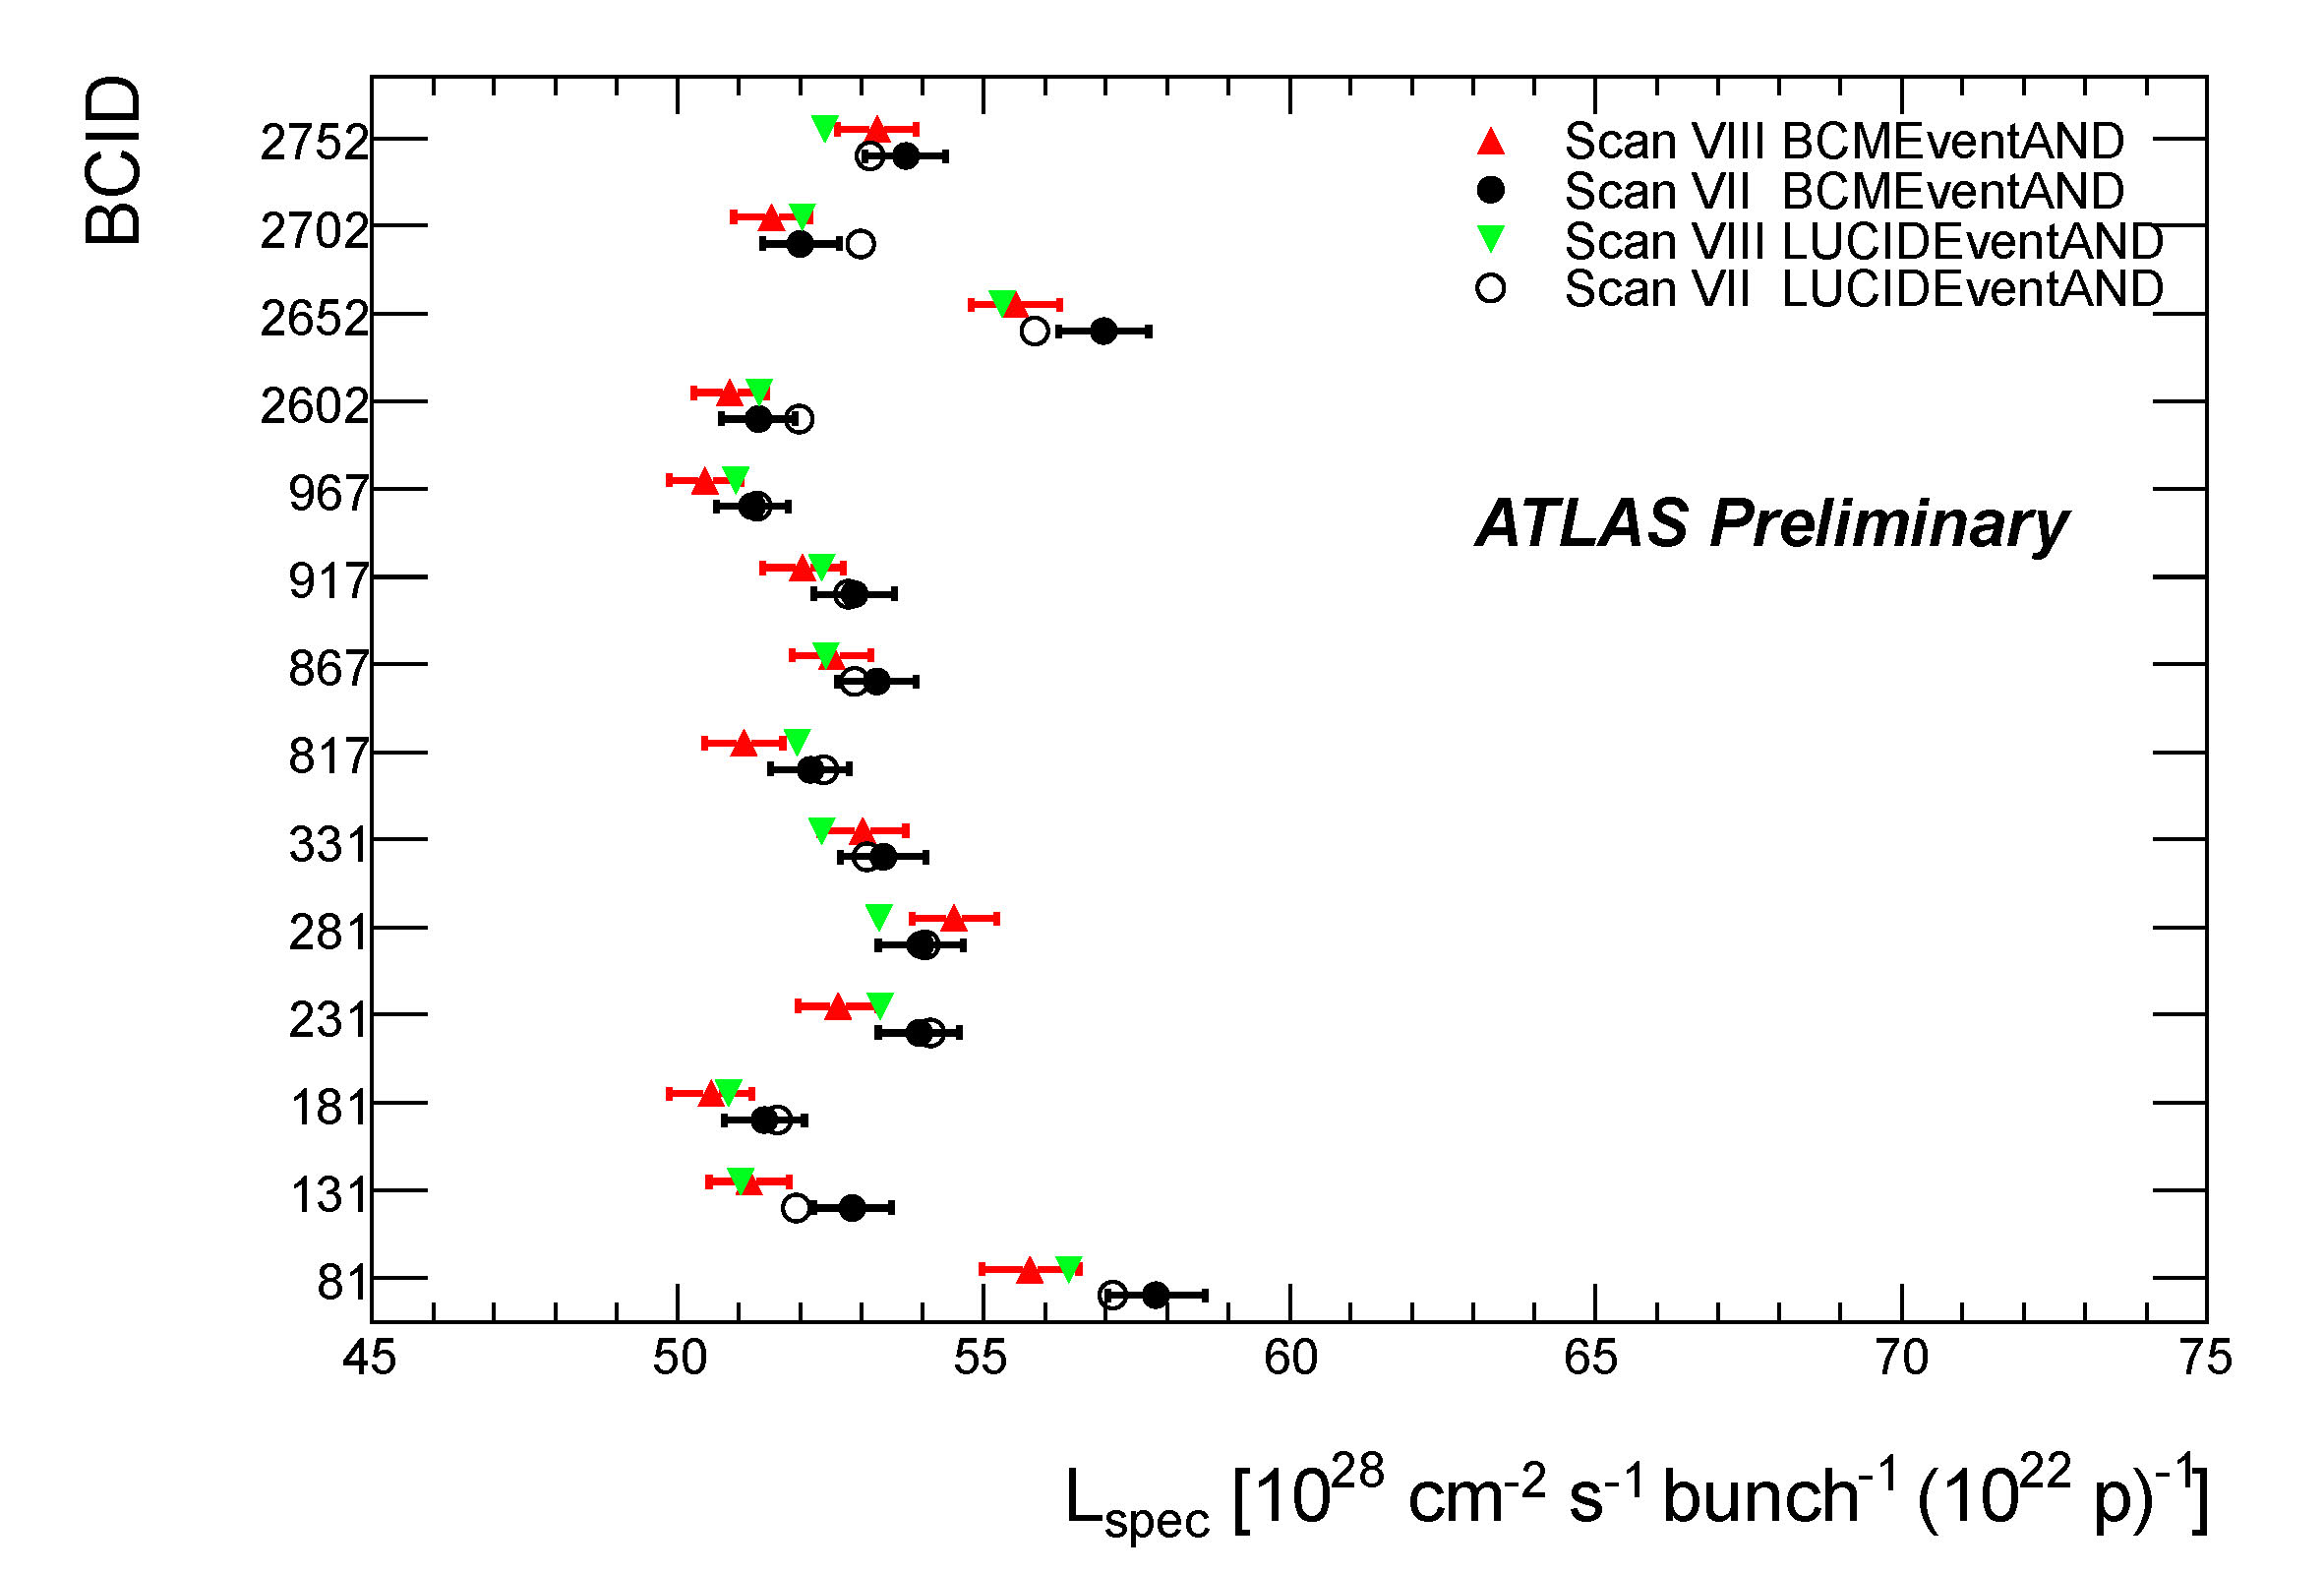 BCID
2752
2702
2652
2602
967
917
867
817
331
281
231
181
131
81
Scan VIII BCMEventAND
Scan VII BCMEventAND
Scan VIII LUCIDEventAND
Scan VII LUCIDEventAND
ATLAS Preliminary
45 50 55 60 65 70 75
L_spec [10^28 cm^-2 s^-1 bunch^-1 (10^22 p)^-1]